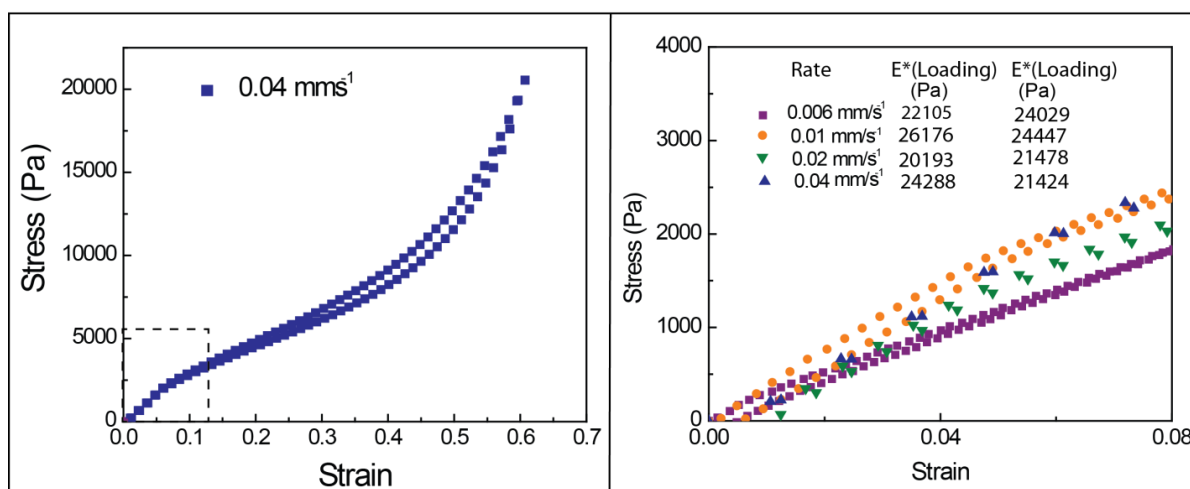 0.04 mms⁻¹
Stress (Pa)
20000
15000
10000
5000
0
0.0 0.1 0.2 0.3 0.4 0.5 0.6 0.7
Strain
Rate E*(Loading) E*(Loading)
(Pa) (Pa)
0.006 mm/s⁻¹ 22105 24029
0.01 mm/s⁻¹ 26176 24447
0.02 mm/s⁻¹ 20193 21478
0.04 mm/s⁻¹ 24288 21424
Stress (Pa)
4000
3000
2000
1000
0
0.00 0.04 0.08
Strain